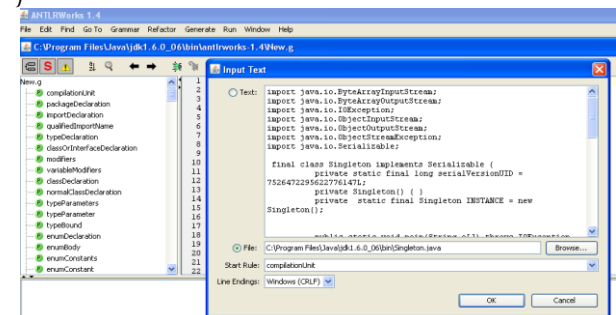 )
ANTLRWorks 1.4
File Edit Find Go To Grammar Refactor Generate Run Window Help
C:\Program Files\Java\jdk1.6.0_06\bin\antlrworks-1.4\New.g
Input Text
New.g
compilationUnit
packageDeclaration
importDeclaration
qualifiedImportName
typeDeclaration
classOrInterfaceDeclaration
modifiers
variableModifiers
classDeclaration
normalClassDeclaration
typeParameters
typeParameter
typeBound
enumDeclaration
enumBody
enumConstants
enumConstant
1
2
3
4
5
6
7
8
9
10
11
12
13
14
15
16
17
18
19
20
21
22
Text:
import java.io.ByteArrayInputStream;
import java.io.ByteArrayOutputStream;
import java.io.IOException;
import java.io.ObjectInputStream;
import java.io.ObjectOutputStream;
import java.io.ObjectStreamException;
import java.io.Serializable;
final class Singleton implements Serializable {
private static final long serialVersionUID =
7526472295622776147L;
private Singleton() { }
private static final Singleton INSTANCE = new
Singleton();
public static void main(String s[]) throws IOException
File: C:\Program Files\Java\jdk1.6.0_06\bin\Singleton.java Browse...
Start Rule: compilationUnit
Line Endings: Windows (CRLF)
OK Cancel